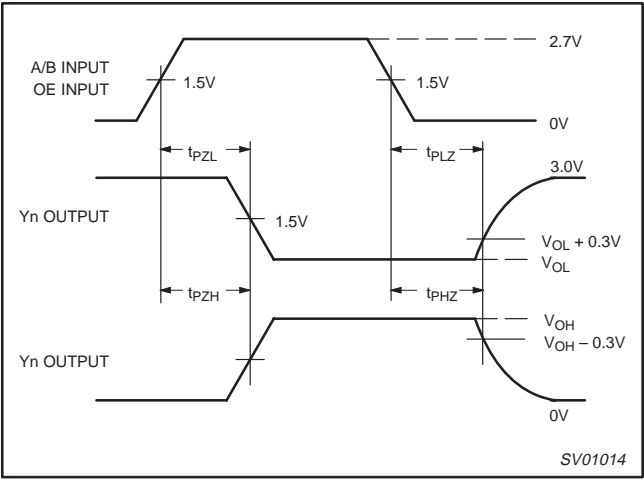 2.7V
A/B INPUT
OE INPUT
1.5V
1.5V
0V
tPZL
tPLZ
3.0V
Yn OUTPUT
1.5V
VOL + 0.3V
VOL
tPZH
tPHZ
VOH
VOH – 0.3V
Yn OUTPUT
0V
SV01014